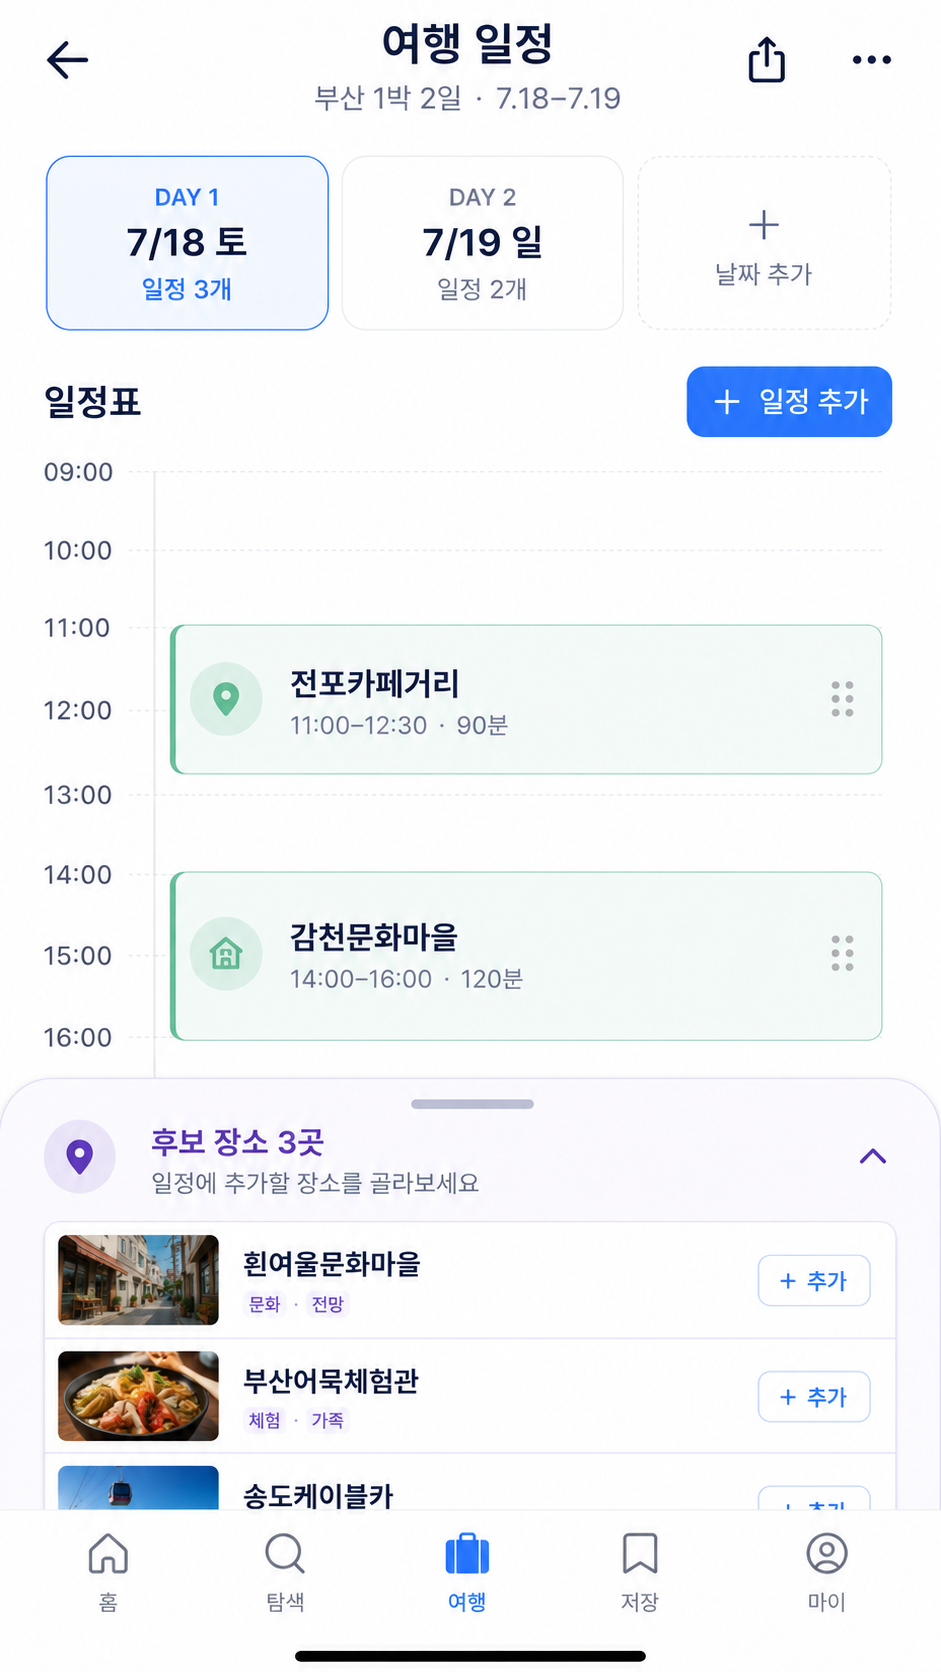 여행 일정
부산 1박 2일 · 7.18–7.19
DAY 1
7/18 토
일정 3개
DAY 2
7/19 일
일정 2개
날짜 추가
일정표
+ 일정 추가
09:00
10:00
11:00
전포카페거리
11:00–12:30 · 90분
12:00
13:00
14:00
감천문화마을
14:00–16:00 · 120분
15:00
16:00
후보 장소 3곳
일정에 추가할 장소를 골라보세요
흰여울문화마을
문화 · 전망
+ 추가
부산어묵체험관
체험 · 가족
+ 추가
송도케이블카
+ 추가
홈
탐색
여행
저장
마이